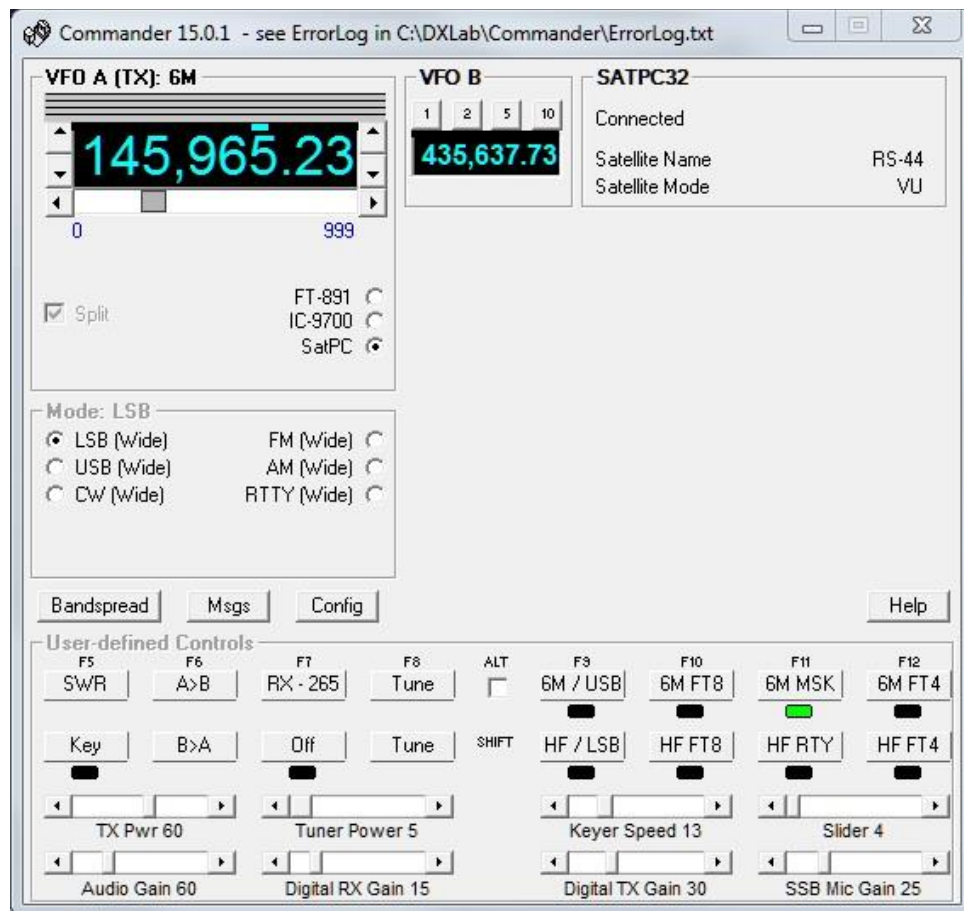 Commander 15.0.1 - see ErrorLog in C:\DXLab\Commander\ErrorLog.txt
VFO A (TX): 6M
145,965.23
0 999
Split
FT-891
IC-9700
SatPC
VFO B
1 2 5 10
435,637.73
SATPC32
Connected
Satellite Name RS-44
Satellite Mode VU
Mode: LSB
LSB (Wide) FM (Wide)
USB (Wide) AM (Wide)
CW (Wide) RTTY (Wide)
Bandspread Msgs Config Help
User-defined Controls
F5 F6 F7 F8 ALT F9 F10 F11 F12
SWR A>B RX - 265 Tune 6M / USB 6M FT8 6M MSK 6M FT4
Key B>A Off Tune SHIFT HF / LSB HF FT8 HF RTY HF FT4
TX Pwr 60 Tuner Power 5 Keyer Speed 13 Slider 4
Audio Gain 60 Digital RX Gain 15 Digital TX Gain 30 SSB Mic Gain 25